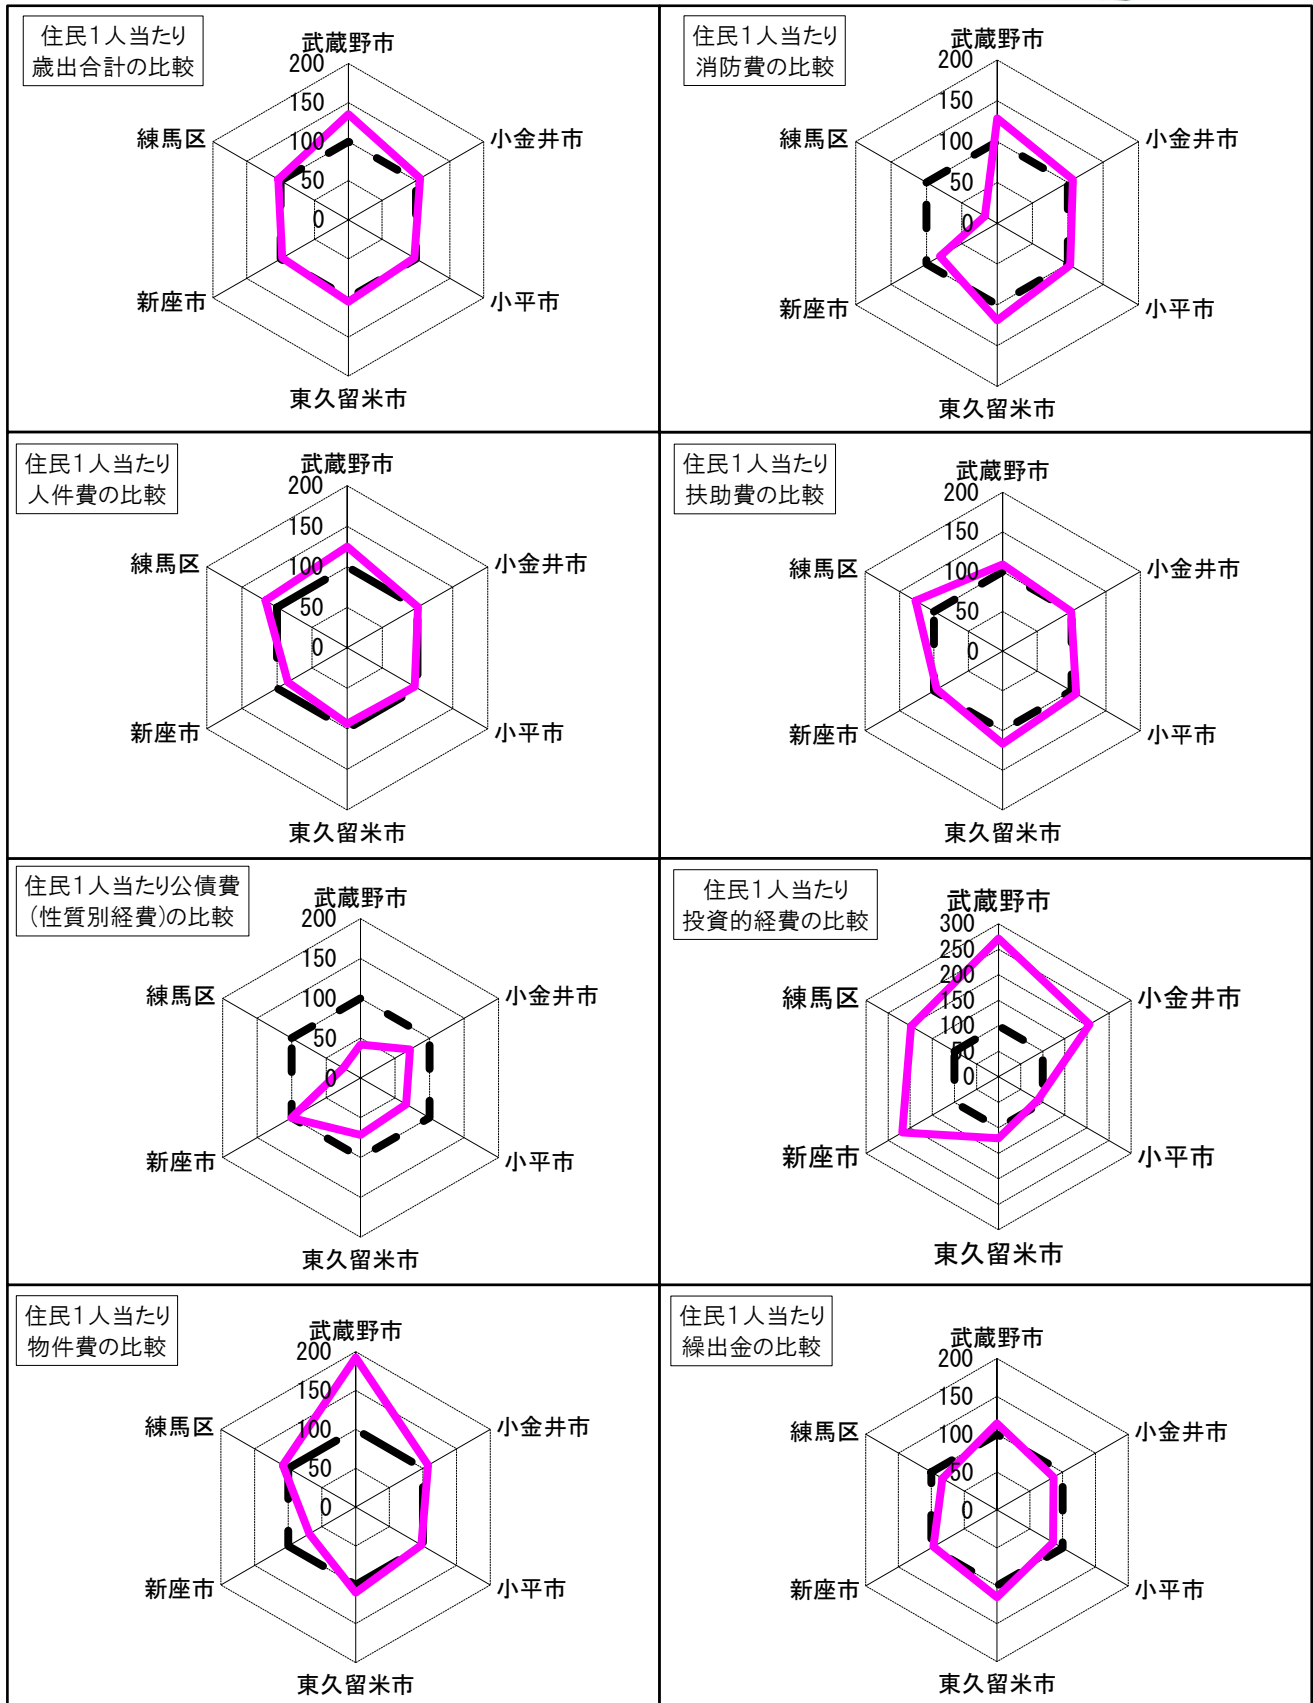 住民１人当たり
歳出合計の比較
武蔵野市
200
150
100
50
0
練馬区
小金井市
新座市
小平市
東久留米市
住民１人当たり
消防費の比較
武蔵野市
200
150
100
50
0
練馬区
小金井市
新座市
小平市
東久留米市
住民１人当たり
人件費の比較
武蔵野市
200
150
100
50
0
練馬区
小金井市
新座市
小平市
東久留米市
住民１人当たり
扶助費の比較
武蔵野市
200
150
100
50
0
練馬区
小金井市
新座市
小平市
東久留米市
住民１人当たり公債費
（性質別経費）の比較
武蔵野市
200
150
100
50
0
練馬区
小金井市
新座市
小平市
東久留米市
住民１人当たり
投資的経費の比較
武蔵野市
300
250
200
150
100
50
0
練馬区
小金井市
新座市
小平市
東久留米市
住民１人当たり
物件費の比較
武蔵野市
200
150
100
50
0
練馬区
小金井市
新座市
小平市
東久留米市
住民１人当たり
繰出金の比較
武蔵野市
200
150
100
50
0
練馬区
小金井市
新座市
小平市
東久留米市